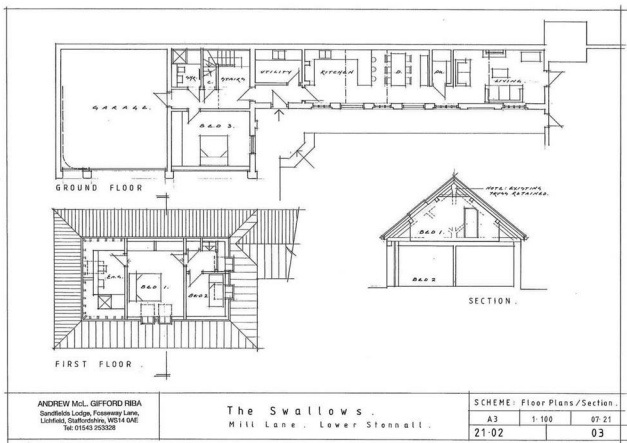 GARAGE.
STAIRS
UTILITY
KITCHEN
D.
LIVING
BED 3.
GROUND FLOOR
NOTE: EXISTING
TRUSS RETAINED.
BED 1.
BED 2
SECTION.
Ens.
BED 1.
BED 2
FIRST FLOOR.
ANDREW McL. GIFFORD RIBA
Sandfields Lodge, Fosseway Lane,
Lichfield, Staffordshire, WS14 0AE
Tel: 01543 253328
The Swallows.
Mill Lane. Lower Stonnall.
SCHEME: Floor Plans/Section.
A3 1·100 07·21
21·02 03